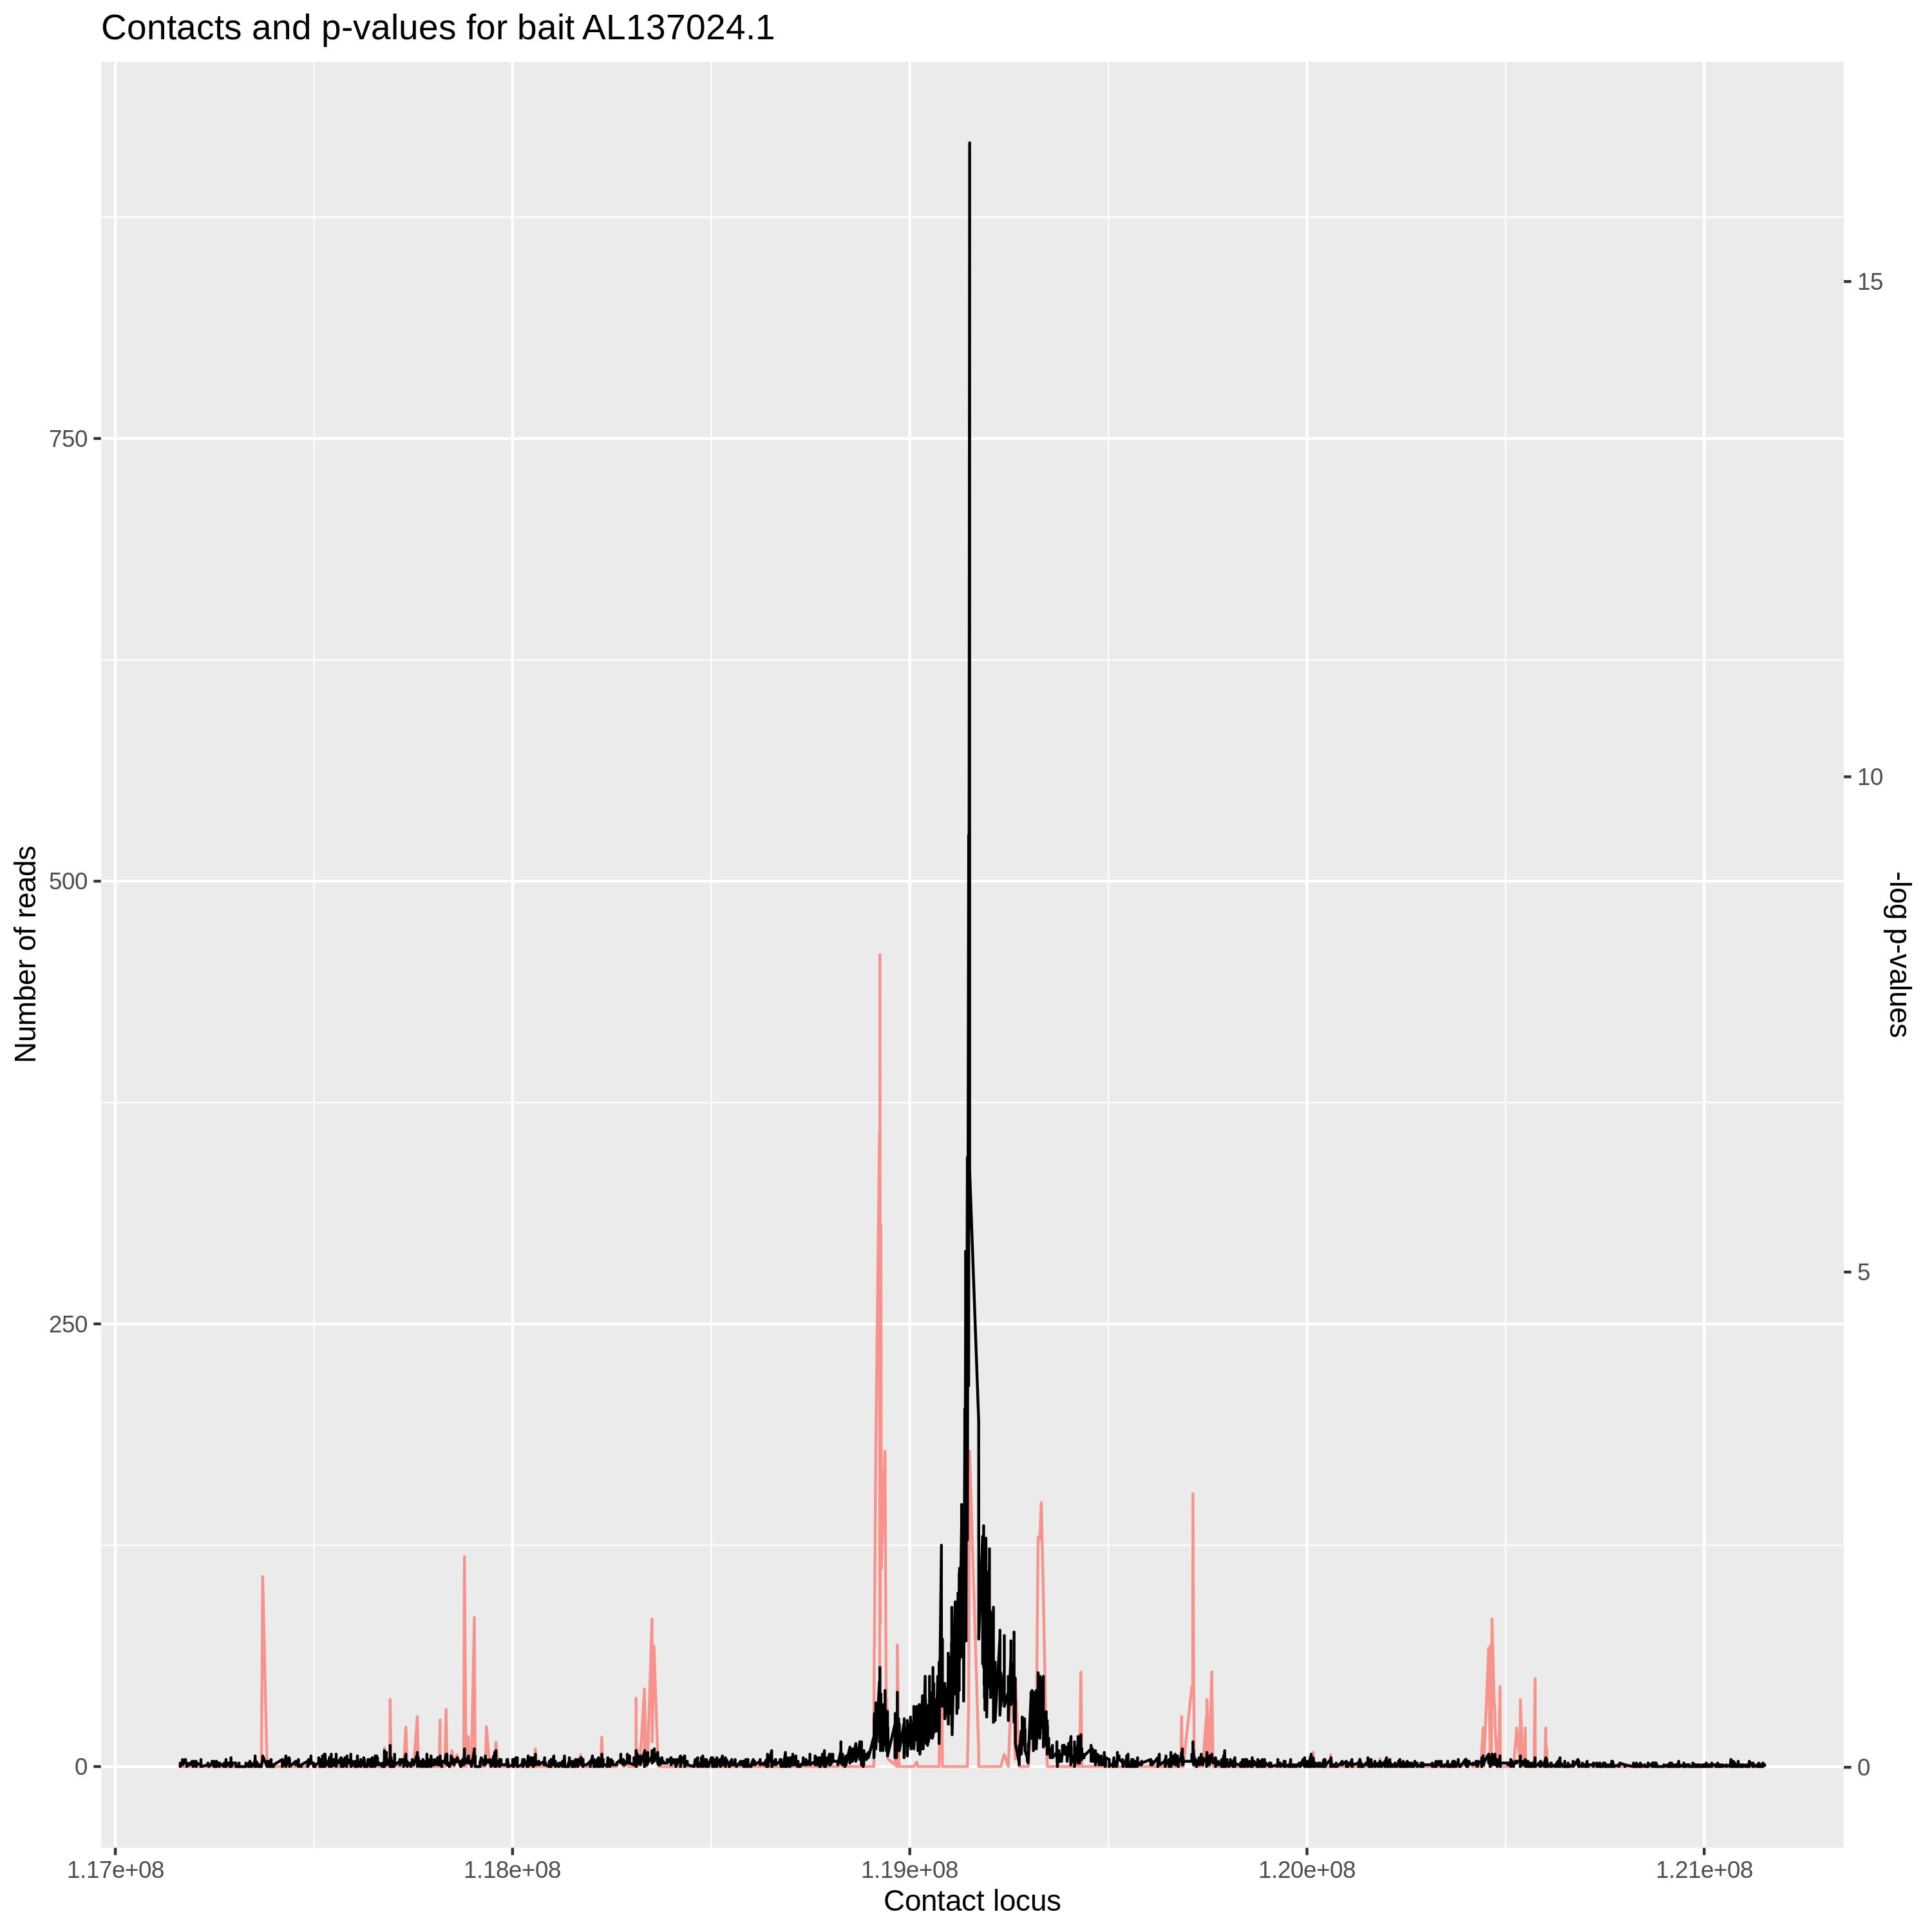 Contacts and p-values for bait AL137024.1
15
750
10
500
Number of reads
-log p-values
5
250
0
0
1.17e+08
1.18e+08
1.19e+08
1.20e+08
1.21e+08
Contact locus